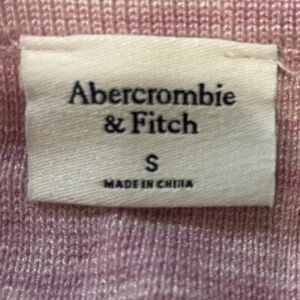 Abercrombie
& Fitch
S
MADE IN CHINA